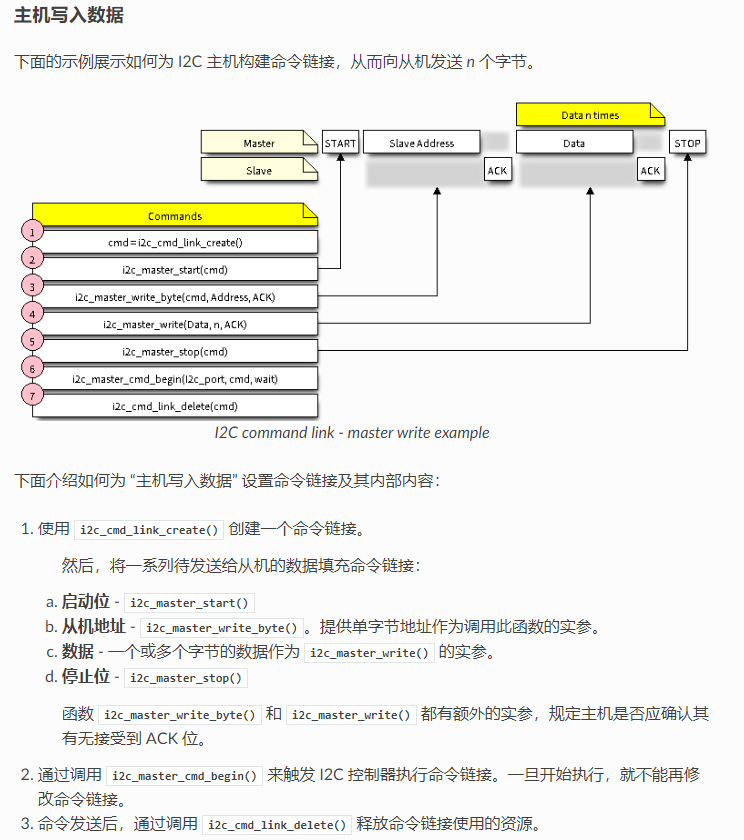 主机写入数据
下面的示例展示如何为 I2C 主机构建命令链接，从而向从机发送 n 个字节。
Data n times
Master
START
Slave Address
Data
STOP
Slave
ACK
ACK
Commands
1
cmd = i2c_cmd_link_create()
2
i2c_master_start(cmd)
3
i2c_master_write_byte(cmd, Address, ACK)
4
i2c_master_write(Data, n, ACK)
5
i2c_master_stop(cmd)
6
i2c_master_cmd_begin(I2c_port, cmd, wait)
7
i2c_cmd_link_delete(cmd)
I2C command link - master write example
下面介绍如何为 “主机写入数据” 设置命令链接及其内部内容：
1. 使用 i2c_cmd_link_create() 创建一个命令链接。
然后，将一系列待发送给从机的数据填充命令链接：
a. 启动位 - i2c_master_start()
b. 从机地址 - i2c_master_write_byte() 。提供单字节地址作为调用此函数的实参。
c. 数据 - 一个或多个字节的数据作为 i2c_master_write() 的实参。
d. 停止位 - i2c_master_stop()
函数 i2c_master_write_byte() 和 i2c_master_write() 都有额外的实参，规定主机是否应确认其
有无接受到 ACK 位。
2. 通过调用 i2c_master_cmd_begin() 来触发 I2C 控制器执行命令链接。一旦开始执行，就不能再修
改命令链接。
3. 命令发送后，通过调用 i2c_cmd_link_delete() 释放命令链接使用的资源。